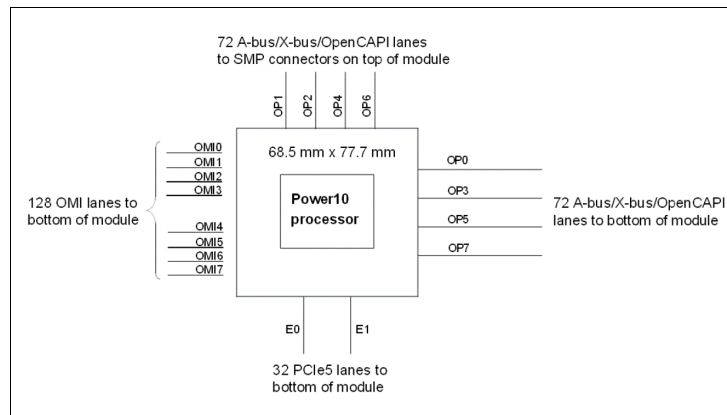 72 A-bus/X-bus/OpenCAPI lanes
to SMP connectors on top of module
OP1
OP2
OP4
OP6
68.5 mm x 77.7 mm
Power10
processor
OMI0
OMI1
OMI2
OMI3
128 OMI lanes to
bottom of module
OMI4
OMI5
OMI6
OMI7
OP0
OP3
OP5
OP7
72 A-bus/X-bus/OpenCAPI
lanes to bottom of module
E0
E1
32 PCIe5 lanes to
bottom of module